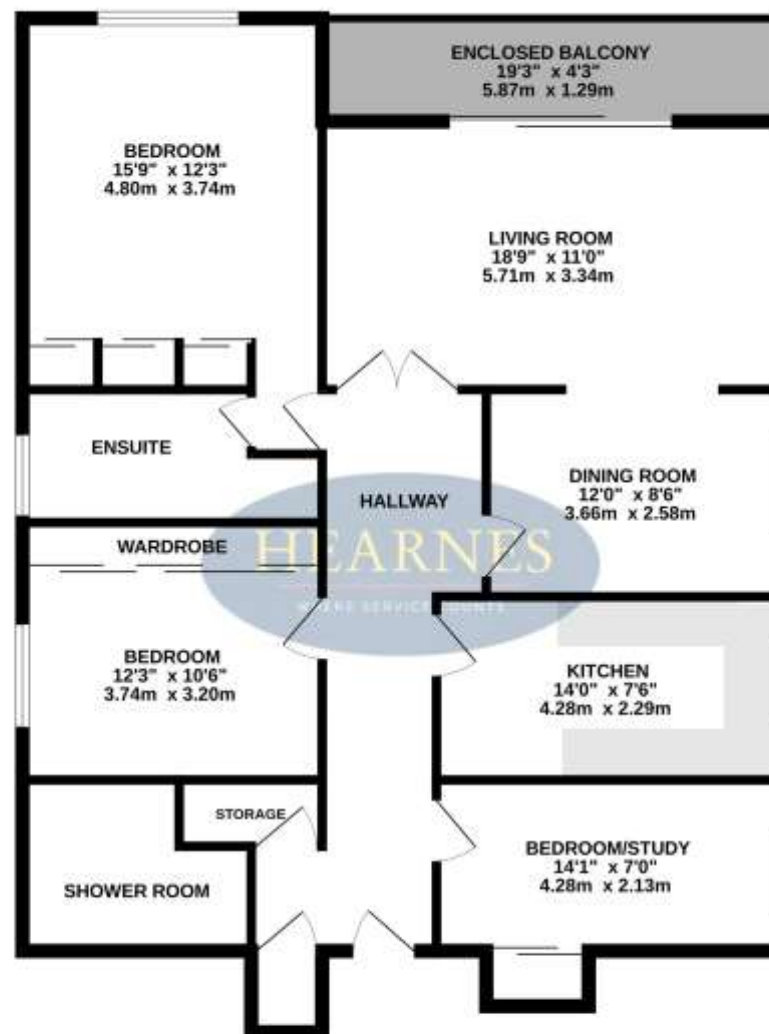 ENCLOSED BALCONY
19'3" x 4'3"
5.87m x 1.29m
BEDROOM
15'9" x 12'3"
4.80m x 3.74m
LIVING ROOM
18'9" x 11'0"
5.71m x 3.34m
ENSUITE
HALLWAY
DINING ROOM
12'0" x 8'6"
3.66m x 2.58m
WARDROBE
HEARNES
WHERE SERVICE COUNTS
BEDROOM
12'3" x 10'6"
3.74m x 3.20m
KITCHEN
14'0" x 7'6"
4.28m x 2.29m
STORAGE
SHOWER ROOM
BEDROOM/STUDY
14'1" x 7'0"
4.28m x 2.13m